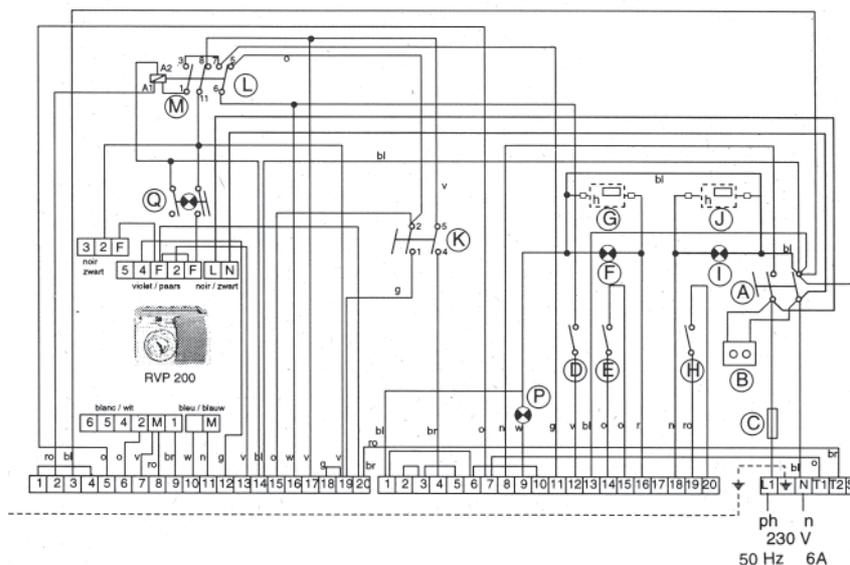 A2
3 8 7 5
o
A1
1 11 6
M
L
bl
v
bl
Q
h
h
2 5
G
J
K
3 2 F
1 4
bl
noir
zwart
5 4 F 2 F L N
F
I
A
violet / paars noir / zwart
g
RVP 200
D
E
H
B
P
C
blanc / wit bleu / blauw
6 5 4 2 M 1 M
bl br o n w g v bl o o r n ro
ro
ro bl o o v ro br w n g v bl o w v g v br
bl o br
1 2 3 4 5 6 7 8 9 10 11 12 13 14 15 16 17 18 19 20
1 2 3 4 5 6 7 8 9 10 11 12 13 14 15 16 17 18 19 20
L1 N T1 T2
ph n
230 V
50 Hz 6A